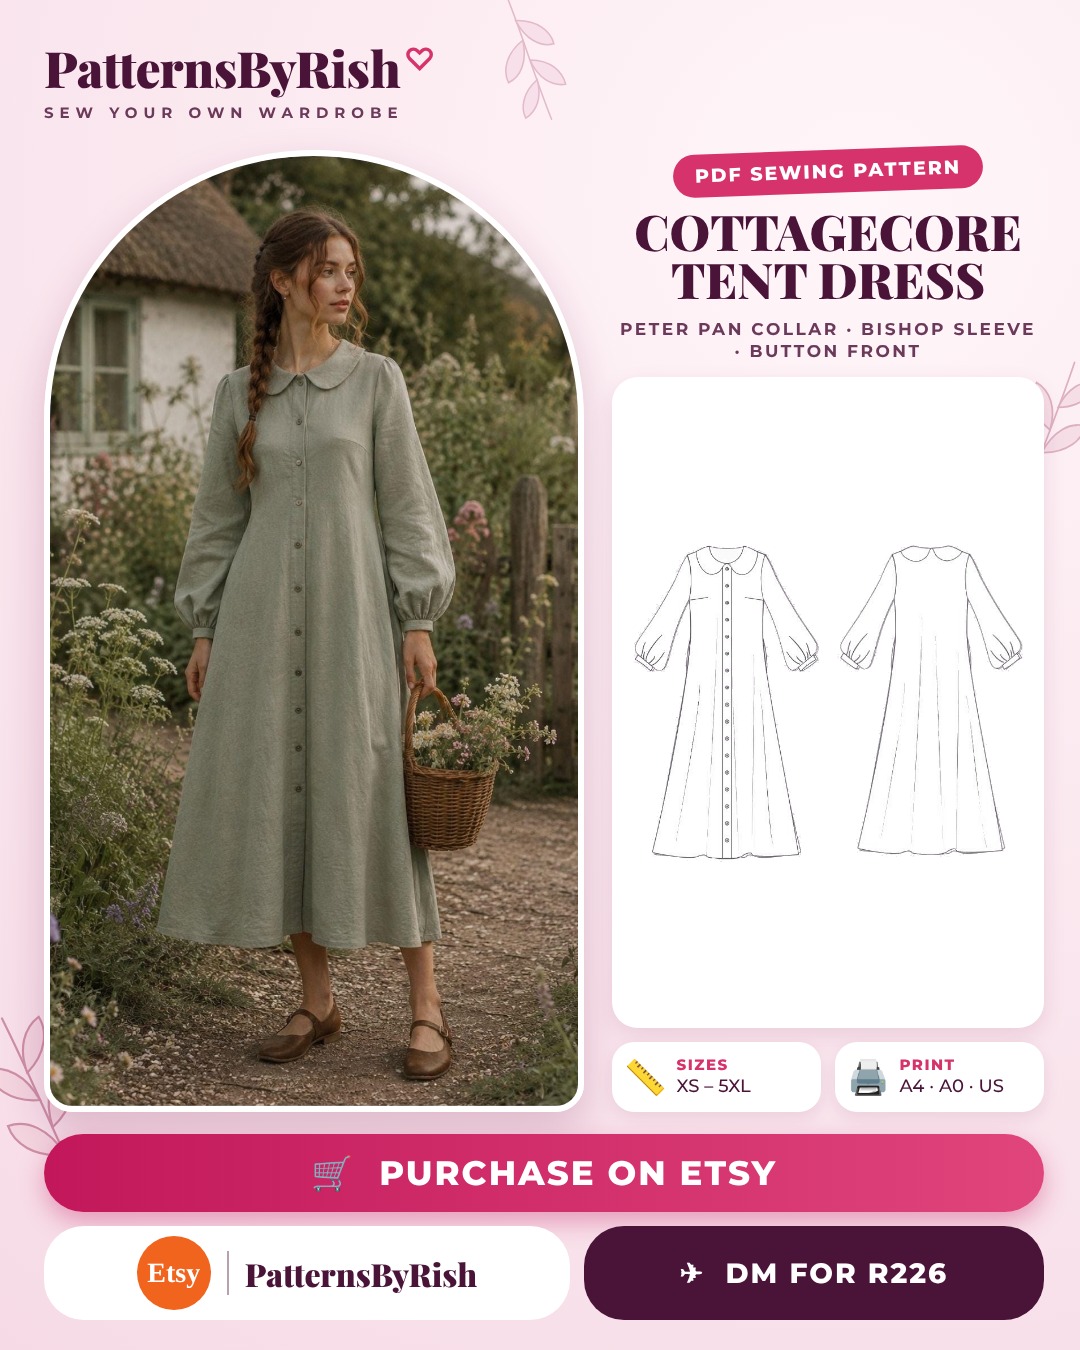 PatternsByRish
SEW YOUR OWN WARDROBE
PDF SEWING PATTERN
COTTAGECORE
TENT DRESS
PETER PAN COLLAR · BISHOP SLEEVE
· BUTTON FRONT
SIZES
XS – 5XL
PRINT
A4 · A0 · US
PURCHASE ON ETSY
Etsy
PatternsByRish
DM FOR R226